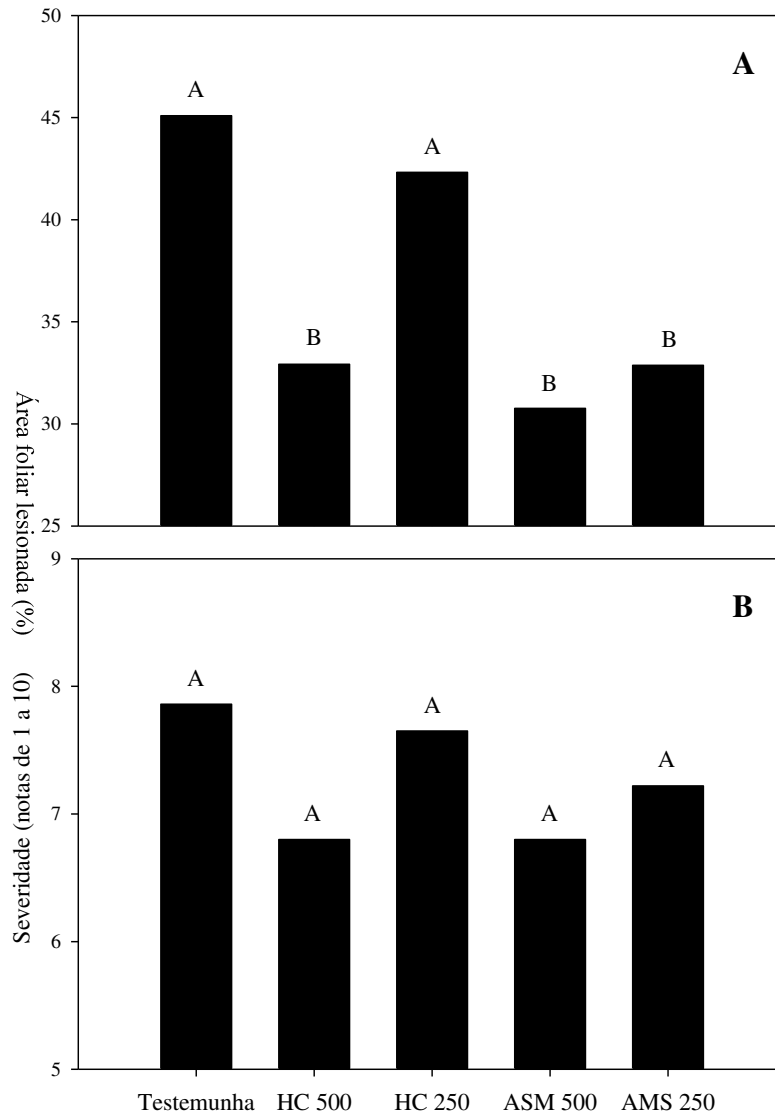 50
45
40
35
30
25
Área foliar lesionada (%)
A
A
B
A
B
B
9
8
7
6
5
Severidade (notas de 1 a 10)
B
A
A
A
A
A
Testemunha HC 500 HC 250 ASM 500 AMS 250